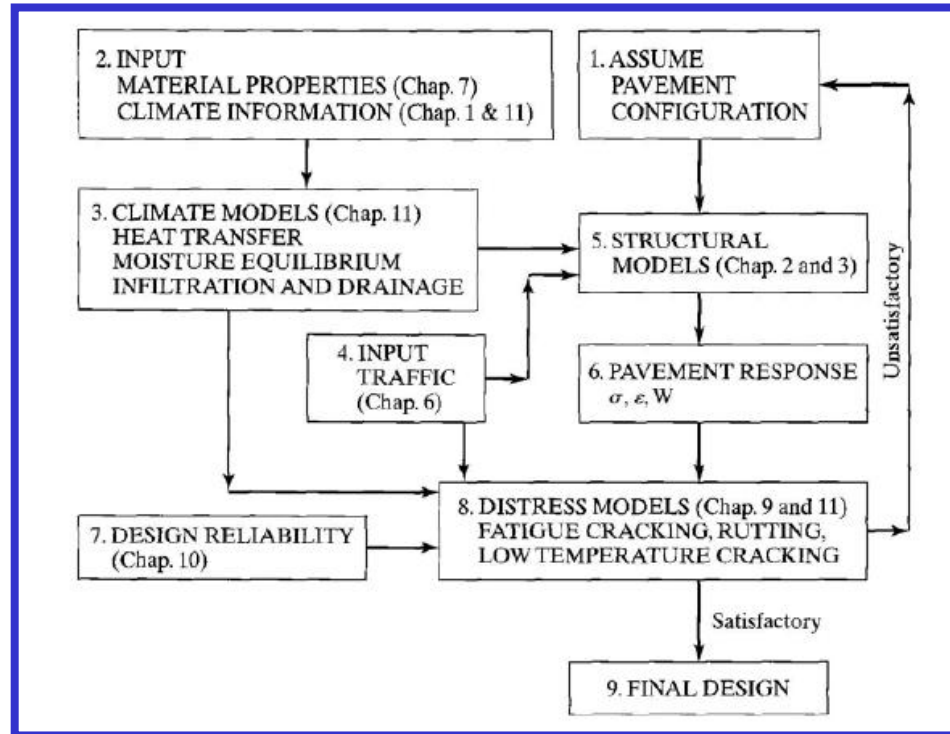 2. INPUT
MATERIAL PROPERTIES (Chap. 7)
CLIMATE INFORMATION (Chap. 1 & 11)
1. ASSUME
PAVEMENT
CONFIGURATION
3. CLIMATE MODELS (Chap. 11)
HEAT TRANSFER
MOISTURE EQUILIBRIUM
INFILTRATION AND DRAINAGE
5. STRUCTURAL
MODELS (Chap. 2 and 3)
Unsatisfactory
4. INPUT
TRAFFIC
(Chap. 6)
6. PAVEMENT RESPONSE
σ, ε, W
7. DESIGN RELIABILITY
(Chap. 10)
8. DISTRESS MODELS (Chap. 9 and 11)
FATIGUE CRACKING, RUTTING,
LOW TEMPERATURE CRACKING
Satisfactory
9. FINAL DESIGN